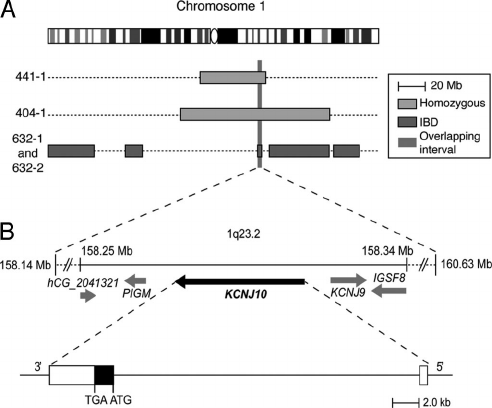 A
Chromosome 1
441-1
404-1
632-1
and
632-2
20 Mb
Homozygous
IBD
Overlapping
interval
B
1q23.2
158.14 Mb
158.25 Mb
158.34 Mb
160.63 Mb
hCG_2041321
PIGM
KCNJ10
KCNJ9
IGSF8
3'
5'
TGA ATG
2.0 kb